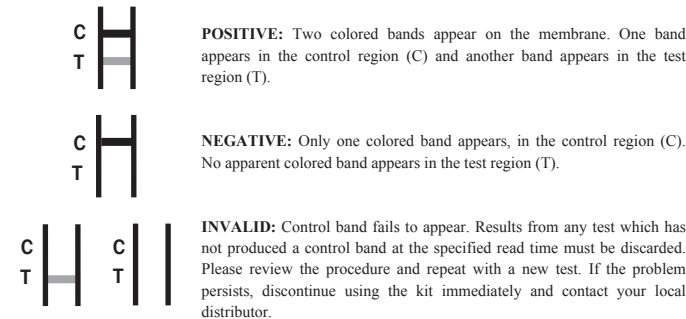 C
T
POSITIVE: Two colored bands appear on the membrane. One band
appears in the control region (C) and another band appears in the test
region (T).
C
T
NEGATIVE: Only one colored band appears, in the control region (C).
No apparent colored band appears in the test region (T).
C C
T T
INVALID: Control band fails to appear. Results from any test which has
not produced a control band at the specified read time must be discarded.
Please review the procedure and repeat with a new test. If the problem
persists, discontinue using the kit immediately and contact your local
distributor.